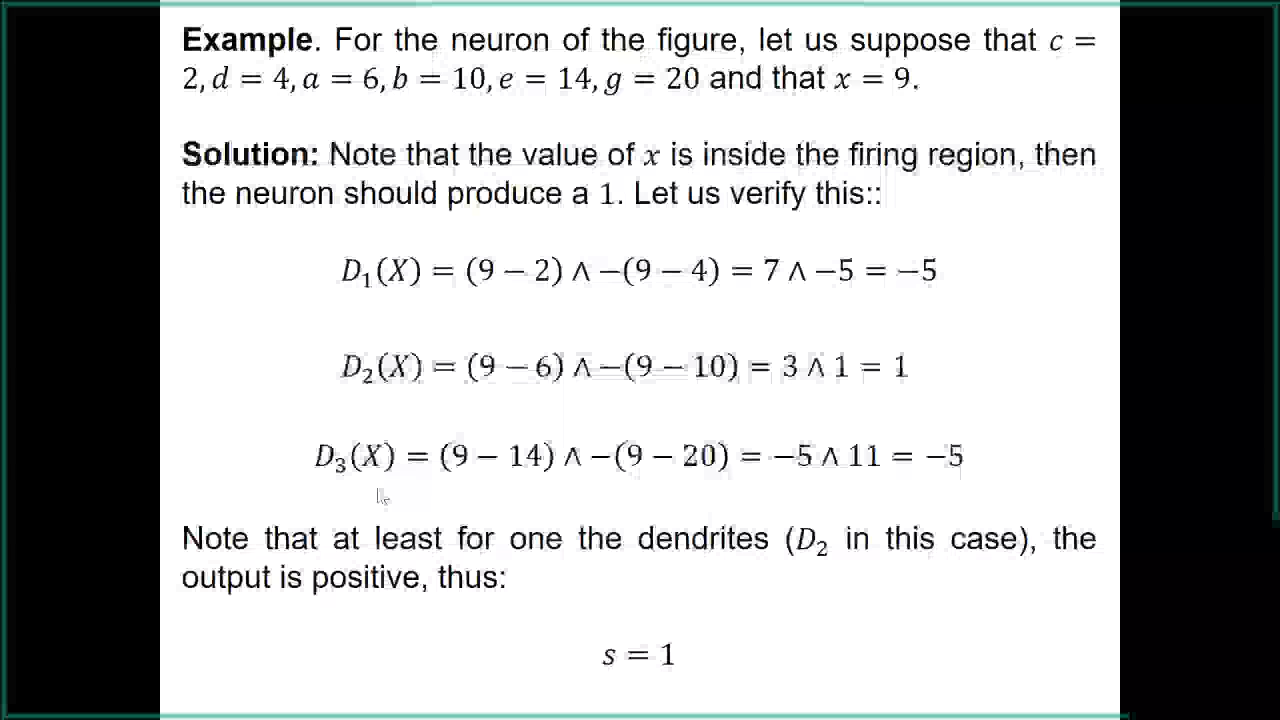 Example. For the neuron of the figure, let us suppose that c =
2, d = 4, a = 6, b = 10, e = 14, g = 20 and that x = 9.
Solution: Note that the value of x is inside the firing region, then
the neuron should produce a 1. Let us verify this::
D₁(X) = (9 − 2) ∧ −(9 − 4) = 7 ∧ −5 = −5
D₂(X) = (9 − 6) ∧ −(9 − 10) = 3 ∧ 1 = 1
D₃(X) = (9 − 14) ∧ −(9 − 20) = −5 ∧ 11 = −5
Note that at least for one the dendrites (D₂ in this case), the
output is positive, thus:
s = 1